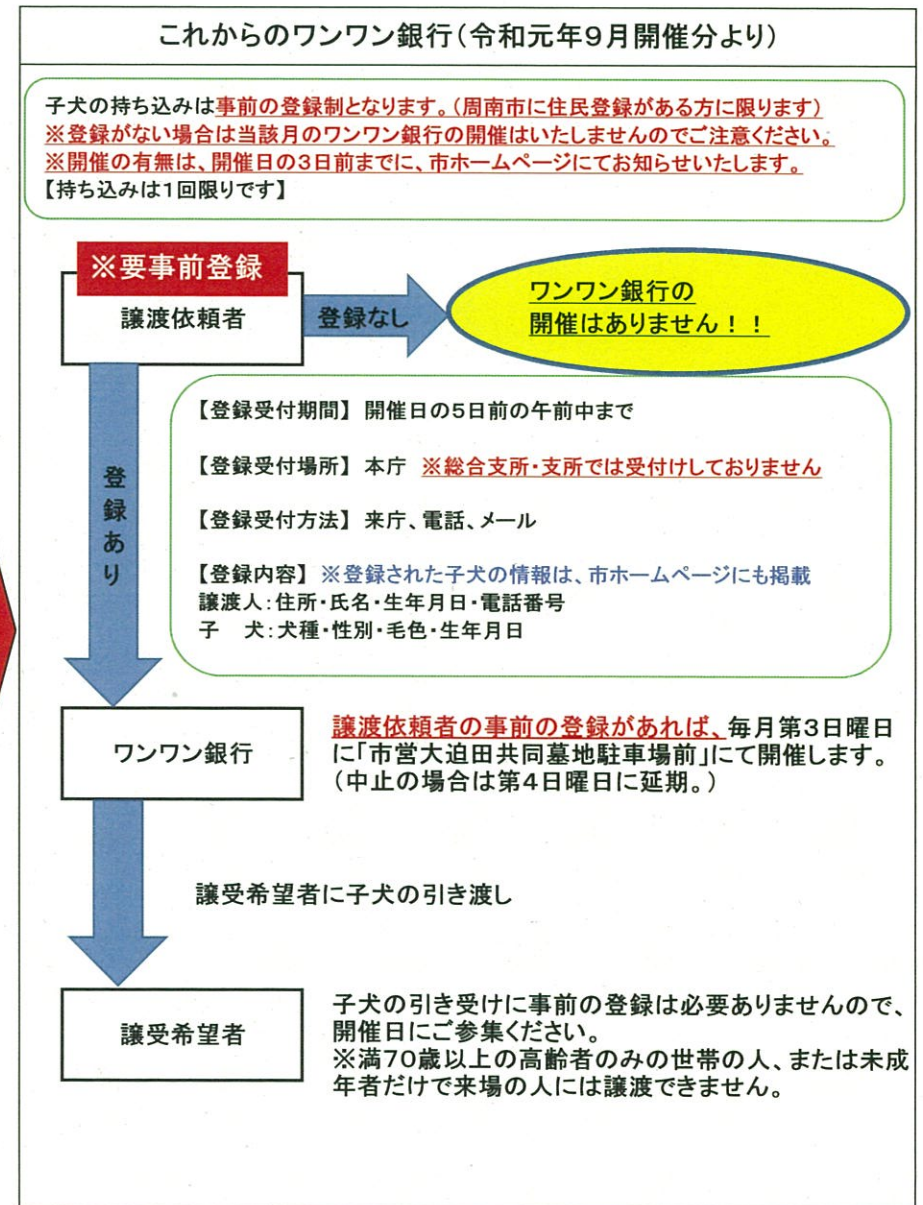 これからのワンワン銀行(令和元年9月開催分より)
子犬の持ち込みは事前の登録制となります。(周南市に住民登録がある方に限ります)
※登録がない場合は当該月のワンワン銀行の開催はいたしませんのでご注意ください。
※開催の有無は、開催日の3日前までに、市ホームページにてお知らせいたします。
【持ち込みは1回限りです】
※要事前登録
譲渡依頼者
登録なし
ワンワン銀行の
開催はありません!!
登録あり
【登録受付期間】 開催日の5日前の午前中まで
【登録受付場所】 本庁 ※総合支所・支所では受付けしておりません
【登録受付方法】 来庁、電話、メール
【登録内容】 ※登録された子犬の情報は、市ホームページにも掲載
譲渡人:住所・氏名・生年月日・電話番号
子 犬:犬種・性別・毛色・生年月日
ワンワン銀行
譲渡依頼者の事前の登録があれば、毎月第3日曜日
に「市営大迫田共同墓地駐車場前」にて開催します。
(中止の場合は第4日曜日に延期。)
譲受希望者に子犬の引き渡し
譲受希望者
子犬の引き受けに事前の登録は必要ありませんので、
開催日にご参集ください。
※満70歳以上の高齢者のみの世帯の人、または未成
年者だけで来場の人には譲渡できません。